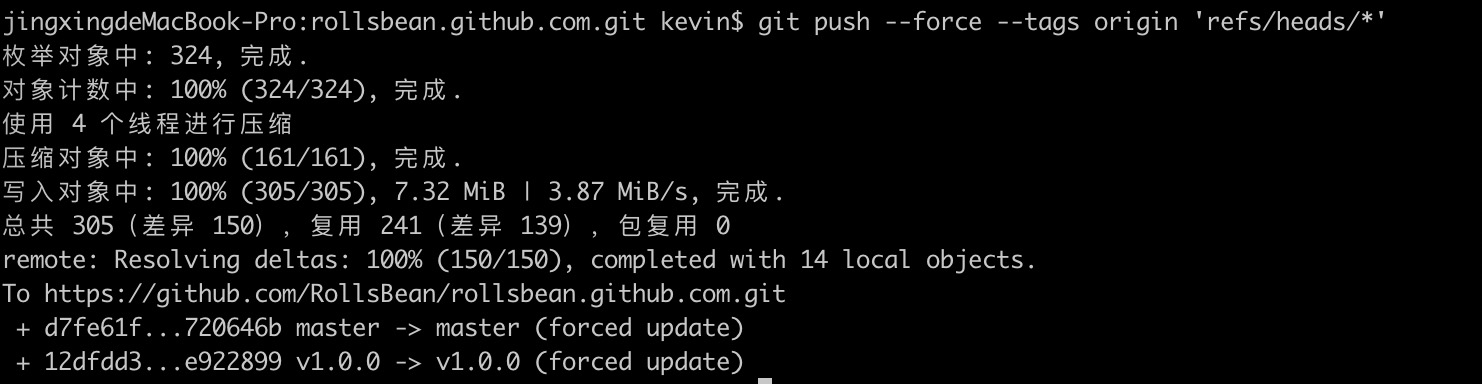 jingxingdeMacBook-Pro:rollsbean.github.com.git kevin$ git push --force --tags origin 'refs/heads/*'
枚举对象中: 324, 完成.
对象计数中: 100% (324/324), 完成.
使用 4 个线程进行压缩
压缩对象中: 100% (161/161), 完成.
写入对象中: 100% (305/305), 7.32 MiB | 3.87 MiB/s, 完成.
总共 305（差异 150），复用 241（差异 139），包复用 0
remote: Resolving deltas: 100% (150/150), completed with 14 local objects.
To https://github.com/RollsBean/rollsbean.github.com.git
 + d7fe61f...720646b master -> master (forced update)
 + 12dfdd3...e922899 v1.0.0 -> v1.0.0 (forced update)